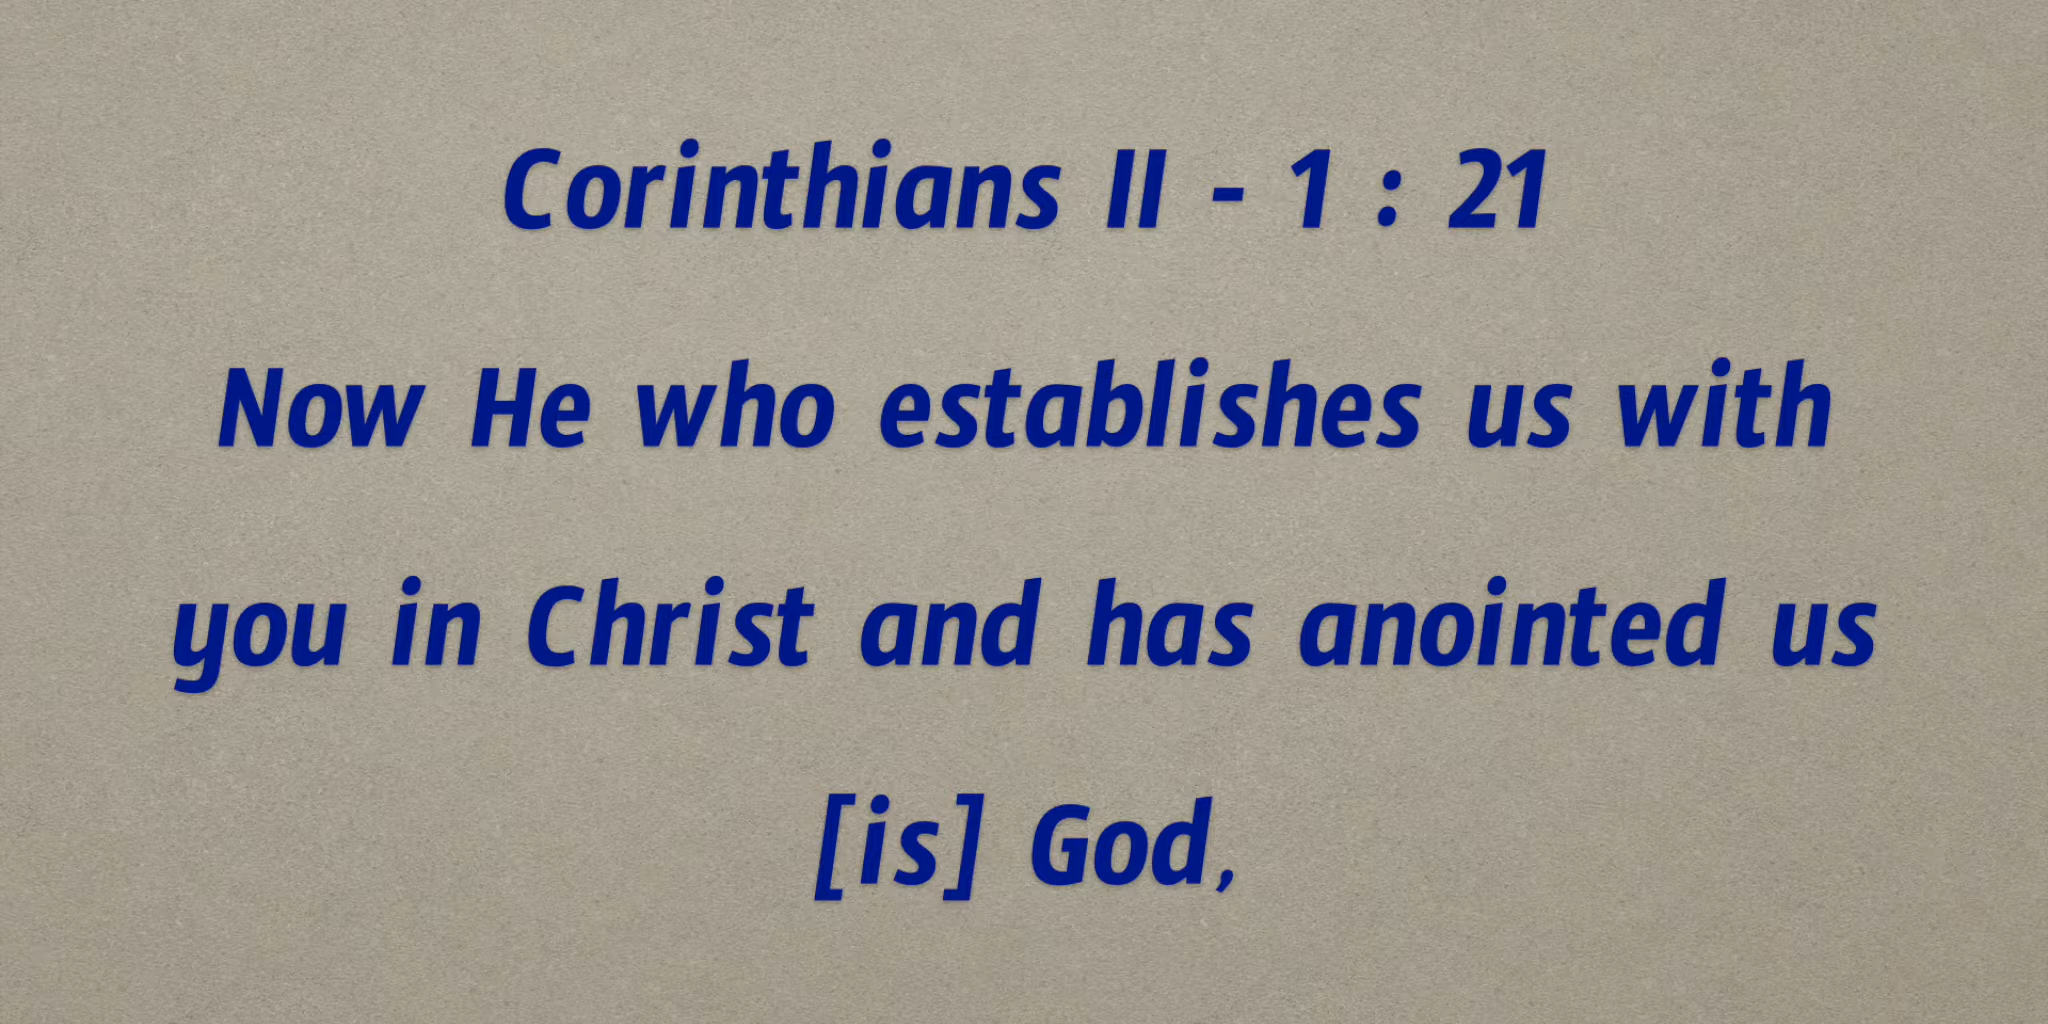 Corinthians II - 1 : 21
Now He who establishes us with
you in Christ and has anointed us
[is] God,